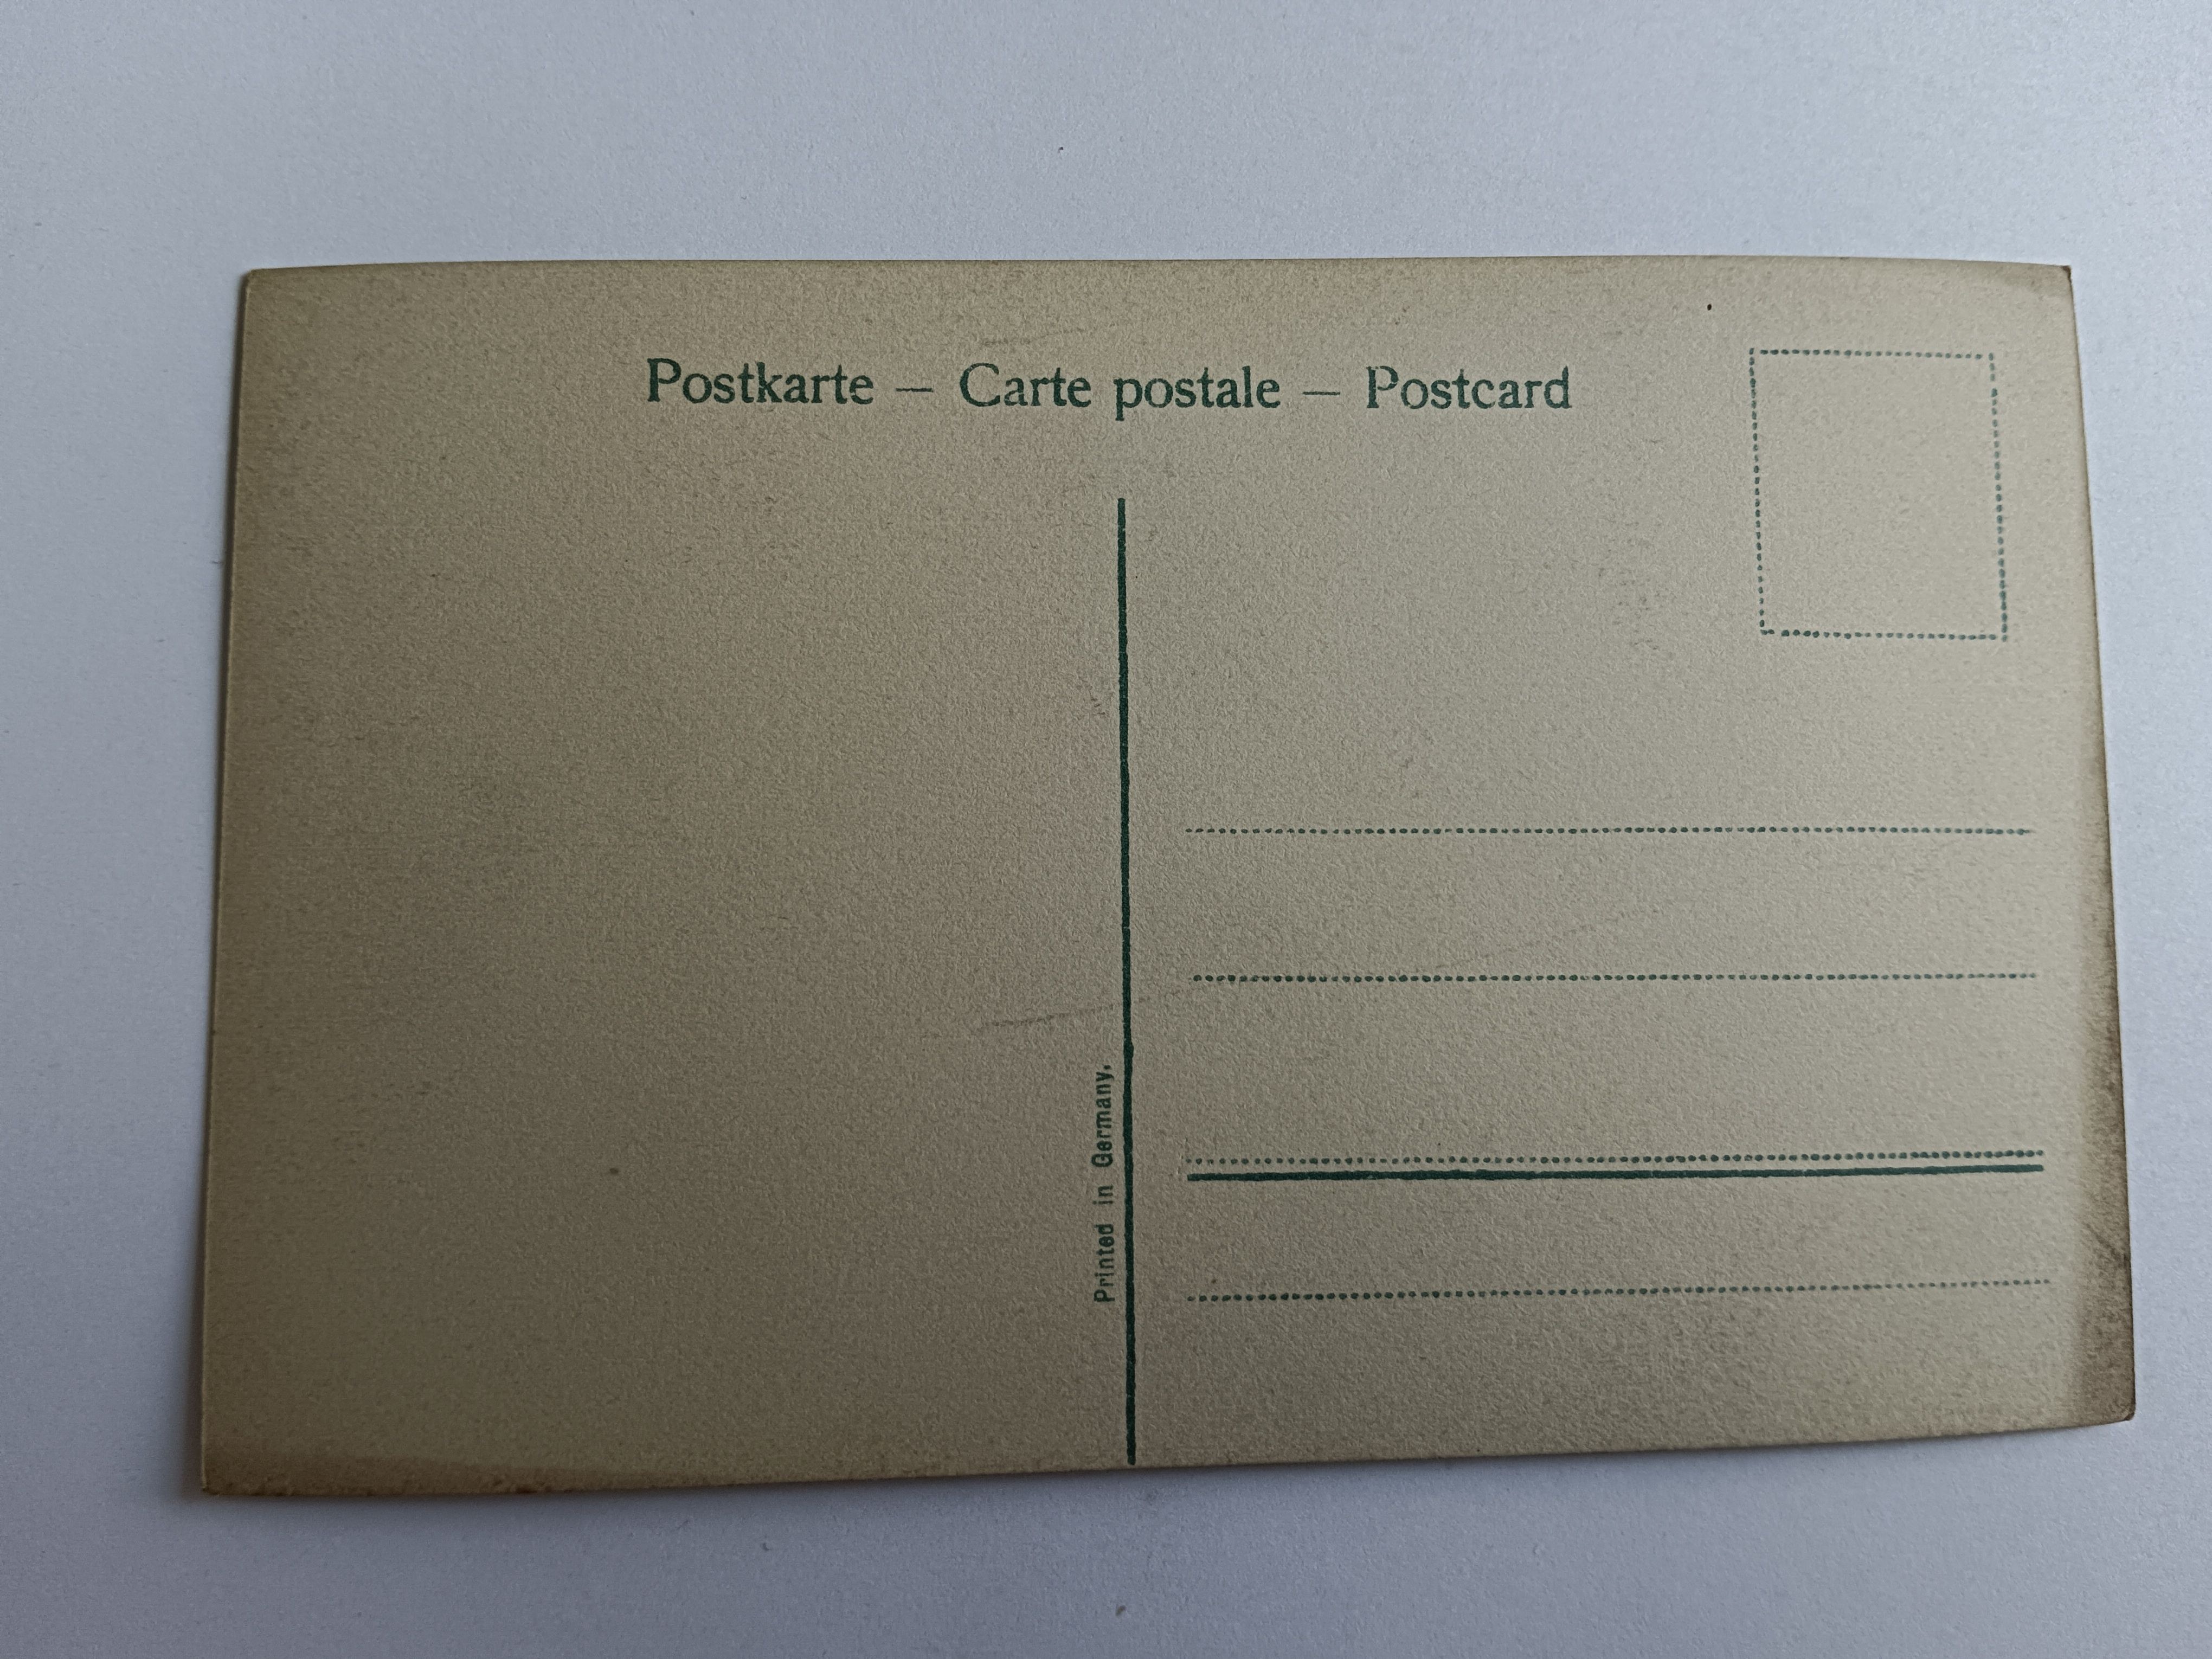 Postkarte — Carte postale — Postcard
Printed in Germany.